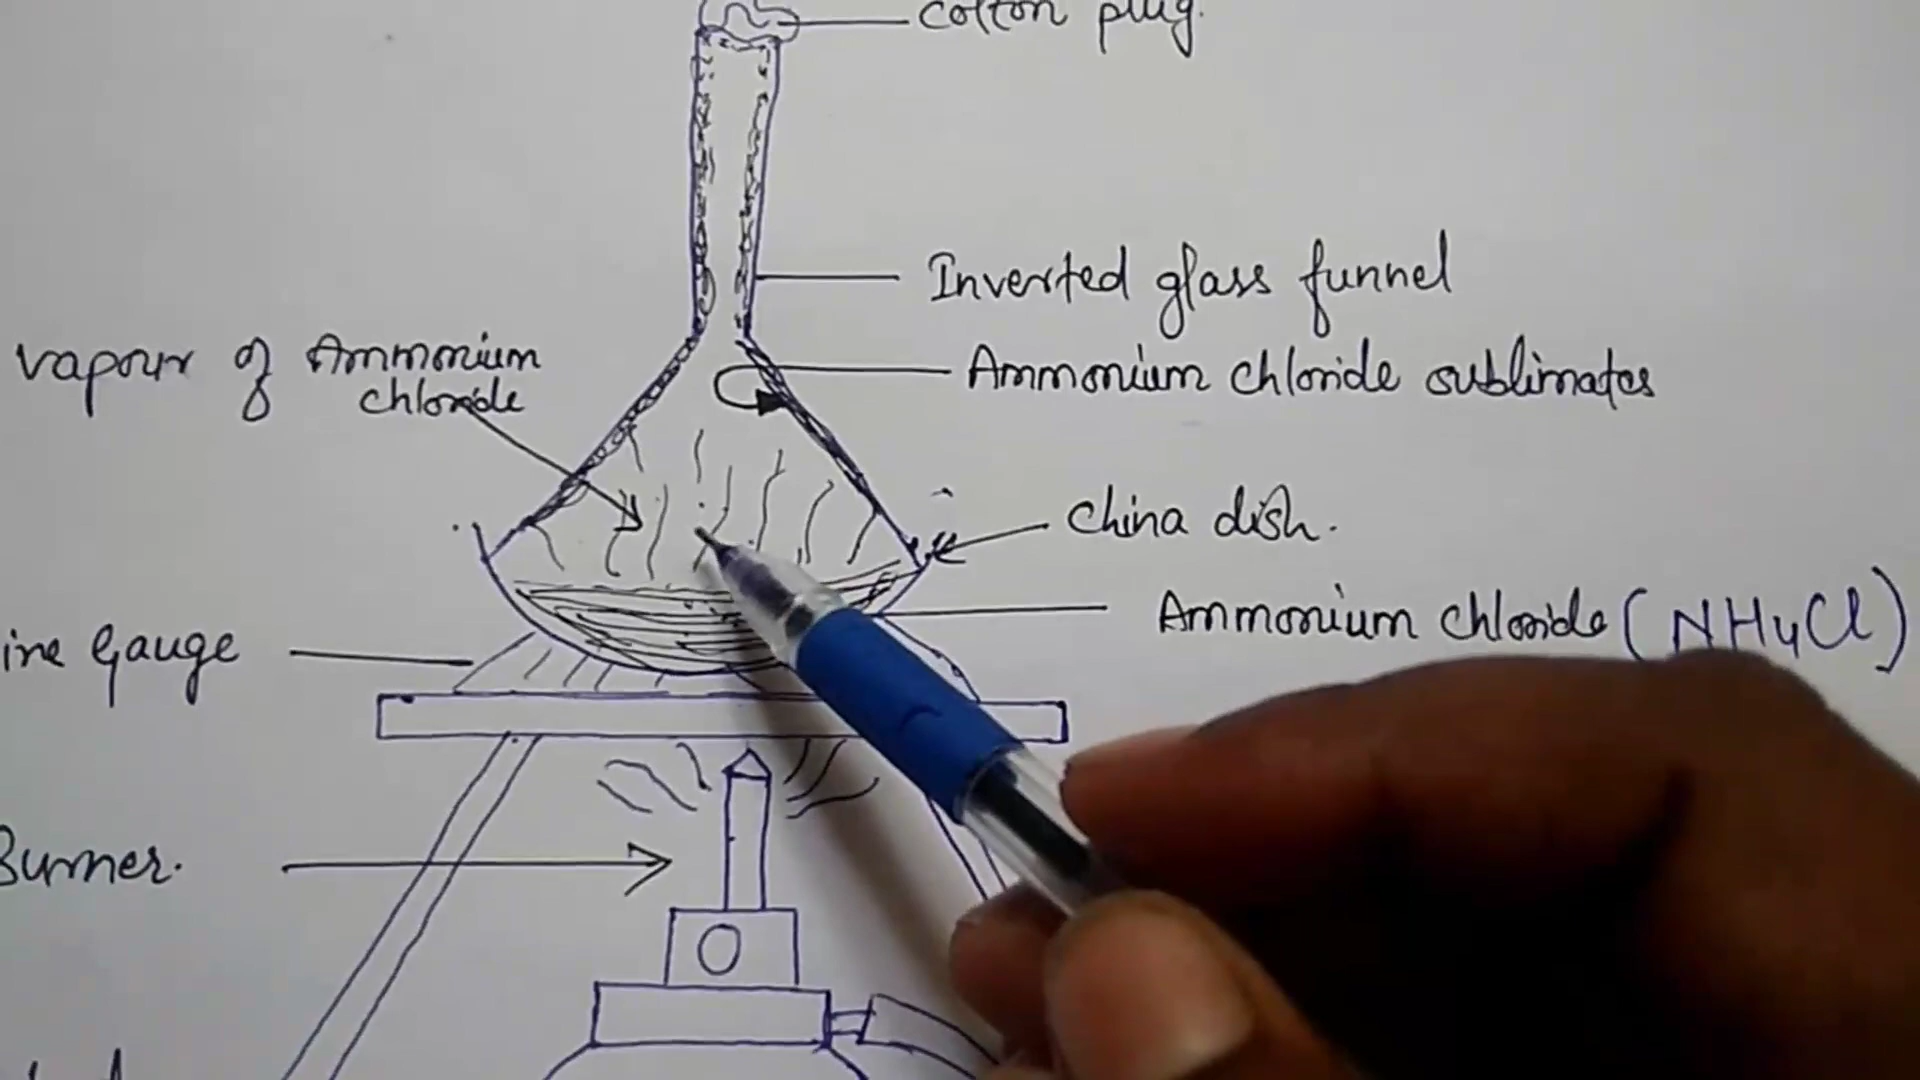 cotton plug.
Inverted glass funnel
vapour of Ammonium
chloride
Ammonium chloride sublimates
China dish.
Ammonium chloride (NH4Cl)
ire Gauge
Burner.